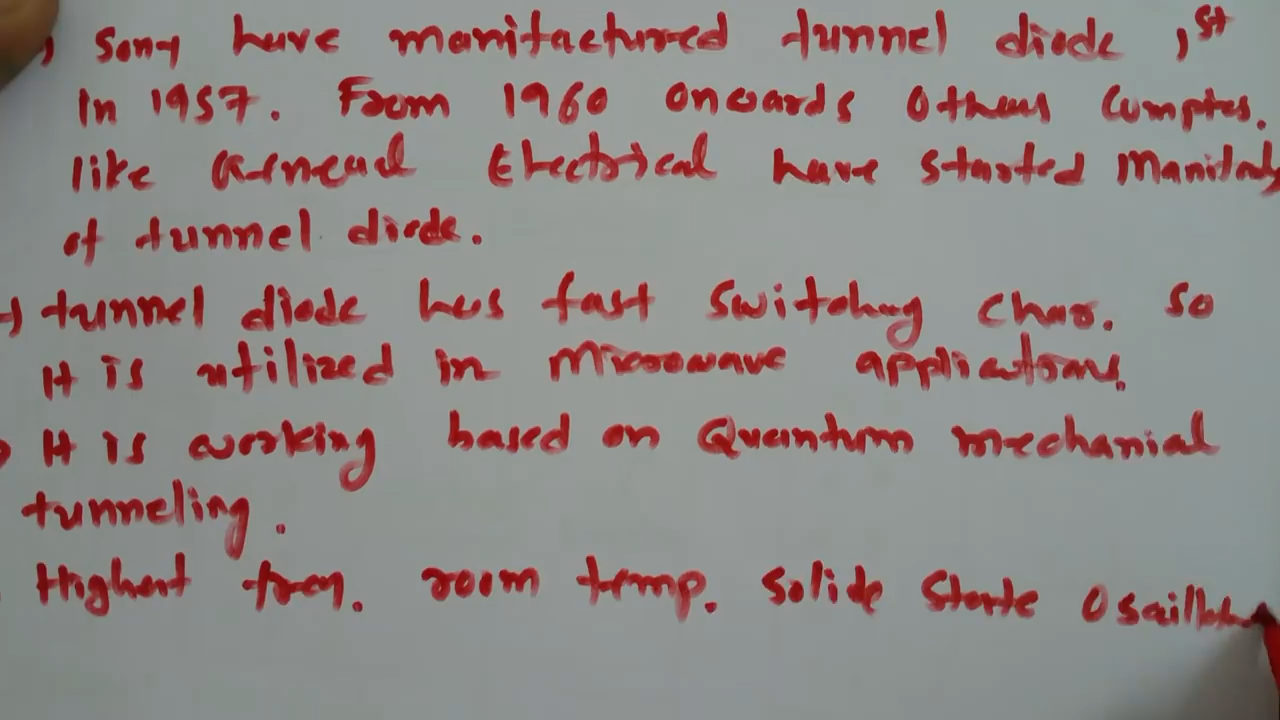 → Sony have manifactured tunnel diode 1st
in 1957. From 1960 onwards others Comptes.
like General Electrical have started
of tunnel diode.
→ tunnel diode has fast switching char. so
it is utilized in microwave applications.
→ it is working based on Quantum mechanial
tunneling.
Highest freq. room temp. Solide State